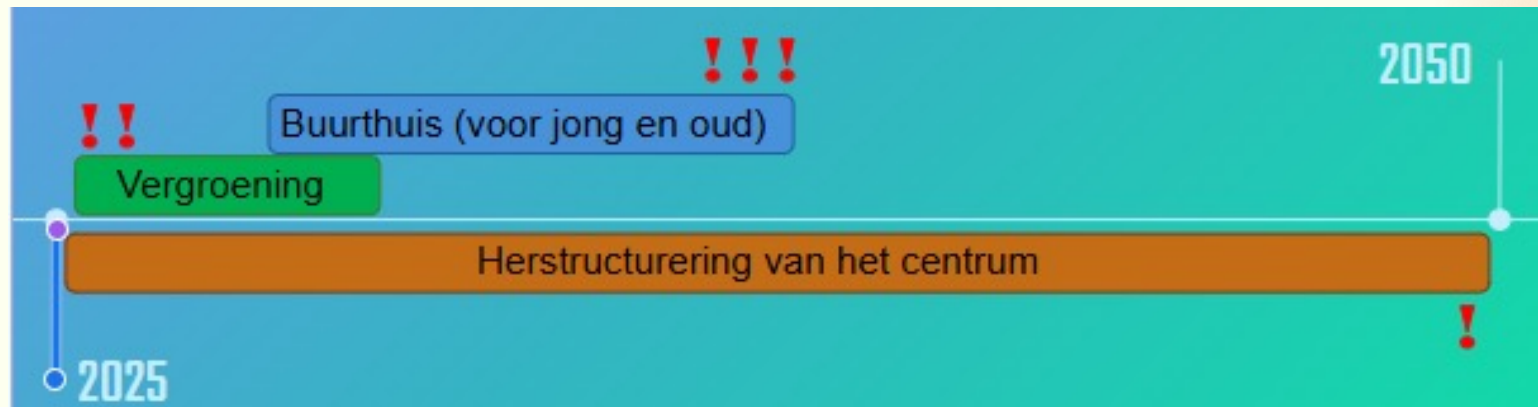 ! ! !
2050
! !
Buurthuis (voor jong en oud)
Vergroening
Herstructurering van het centrum
!
2025